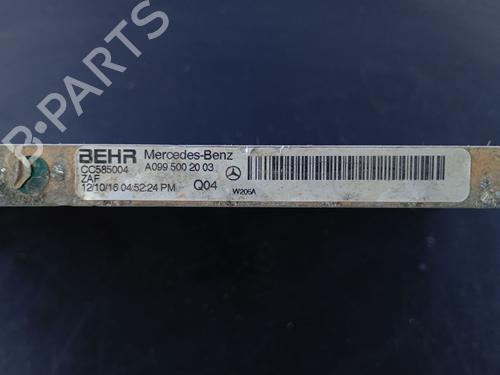 BEHR Mercedes-Benz
CC585004 A099 500 20 03
ZAF
12/10/16 04:52:24 PM Q04
W205A
B-PARTS